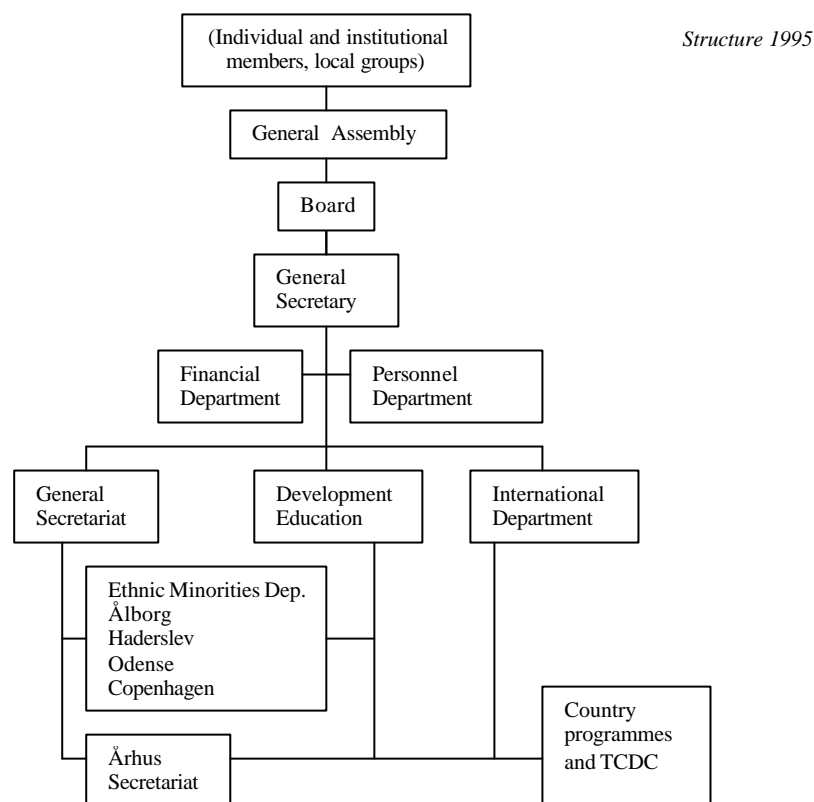 Structure 1995
(Individual and institutional
members, local groups)
General Assembly
Board
General
Secretary
Financial
Department
Personnel
Department
General
Secretariat
Development
Education
International
Department
Ethnic Minorities Dep.
Ålborg
Haderslev
Odense
Copenhagen
Country
programmes
and TCDC
Århus
Secretariat